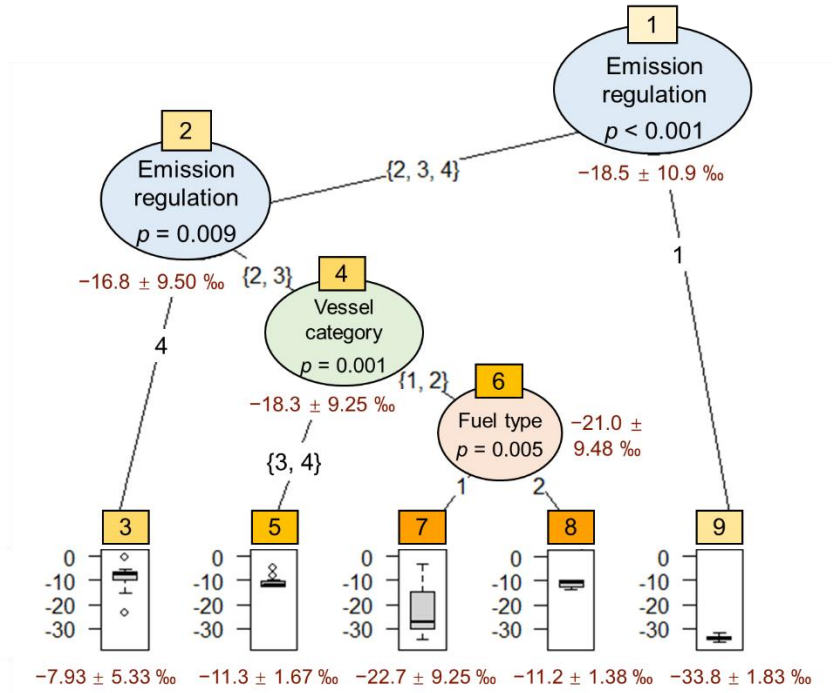 1
Emission
regulation
p < 0.001
−18.5 ± 10.9 ‰
2
Emission
regulation
p = 0.009
−16.8 ± 9.50 ‰
{2, 3, 4}
1
{2, 3}
4
4
Vessel
category
p = 0.001
−18.3 ± 9.25 ‰
{1, 2}
{3, 4}
6
Fuel type
p = 0.005
−21.0 ±
9.48 ‰
1
2
3
5
7
8
9
0
-10
-20
-30
0
-10
-20
-30
0
-10
-20
-30
0
-10
-20
-30
0
-10
-20
-30
−7.93 ± 5.33 ‰
−11.3 ± 1.67 ‰
−22.7 ± 9.25 ‰
−11.2 ± 1.38 ‰
−33.8 ± 1.83 ‰